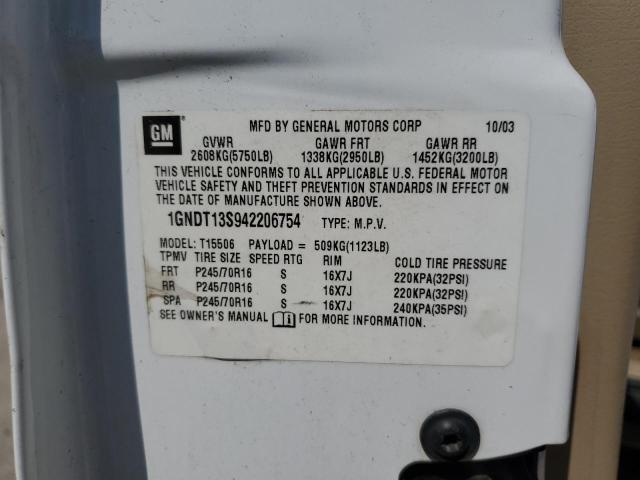 GM MFD BY GENERAL MOTORS CORP 10/03
GVWR GAWR FRT GAWR RR
2608KG(5750LB) 1338KG(2950LB) 1452KG(3200LB)
THIS VEHICLE CONFORMS TO ALL APPLICABLE U.S. FEDERAL MOTOR
VEHICLE SAFETY AND THEFT PREVENTION STANDARDS IN EFFECT ON
THE DATE OF MANUFACTURE SHOWN ABOVE.
1GNDT13S942206754 TYPE: M.P.V.
MODEL: T15506 PAYLOAD = 509KG(1123LB)
TPMV TIRE SIZE SPEED RTG RIM COLD TIRE PRESSURE
FRT P245/70R16 S 16X7J 220KPA(32PSI)
RR P245/70R16 S 16X7J 220KPA(32PSI)
SPA P245/70R16 S 16X7J 240KPA(35PSI)
SEE OWNER'S MANUAL FOR MORE INFORMATION.